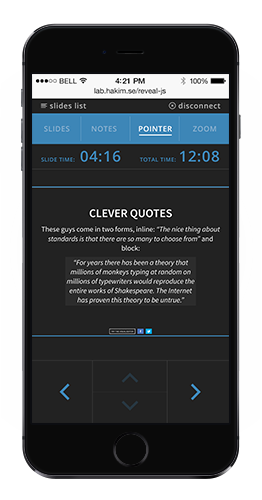 BELL 4:21 PM 100%
lab.hakim.se/reveal-js
slides list disconnect
SLIDES NOTES POINTER ZOOM
SLIDE TIME: 04:16 TOTAL TIME: 12:08
CLEVER QUOTES
These guys come in two forms, inline: "The nice thing about
standards is that there are so many to choose from" and
block:
"For years there has been a theory that
millions of monkeys typing at random on
millions of typewriters would reproduce the
entire works of Shakespeare. The Internet
has proven this theory to be untrue."